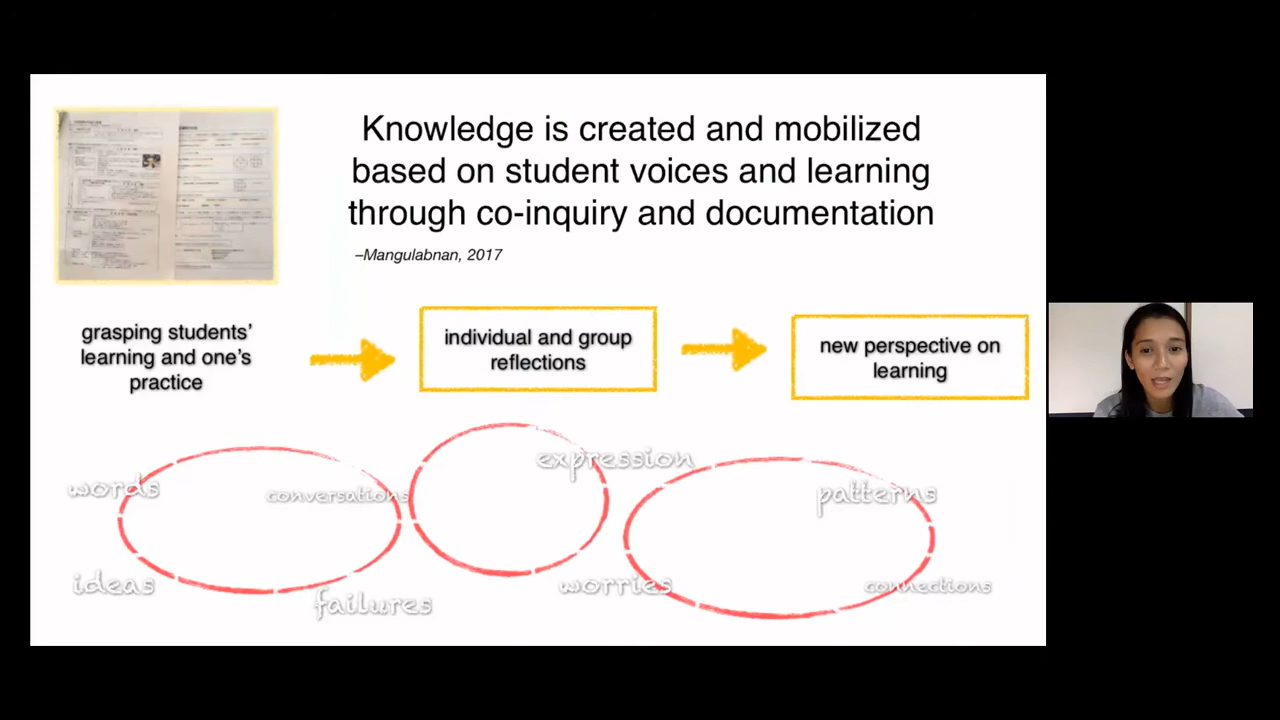 Knowledge is created and mobilized
based on student voices and learning
through co-inquiry and documentation
–Mangulabnan, 2017
grasping students’
learning and one’s
practice
individual and group
reflections
new perspective on
learning
expression
words
conversations
patterns
ideas
failures
worries
connections